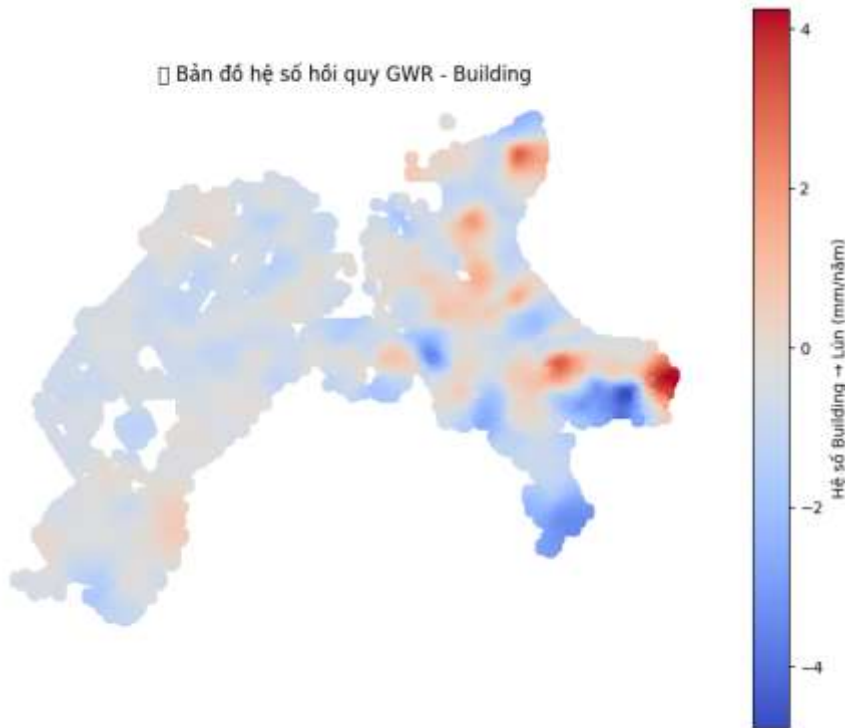 Bản đồ hệ số hồi quy GWR - Building
4
2
0
−2
−4
Hệ số Building → Lún (mm/năm)